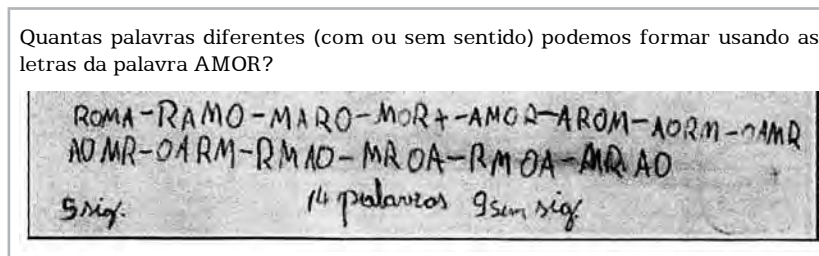 Quantas palavras diferentes (com ou sem sentido) podemos formar usando as
letras da palavra AMOR?
ROMA-RAMO-MARO-MORA-AMOR-AROM-AORM-OAMR
AOMR-OARM-RMAO-MROA-RMOA-MRAO
5 sig. 14 palavras 9 sem sig.